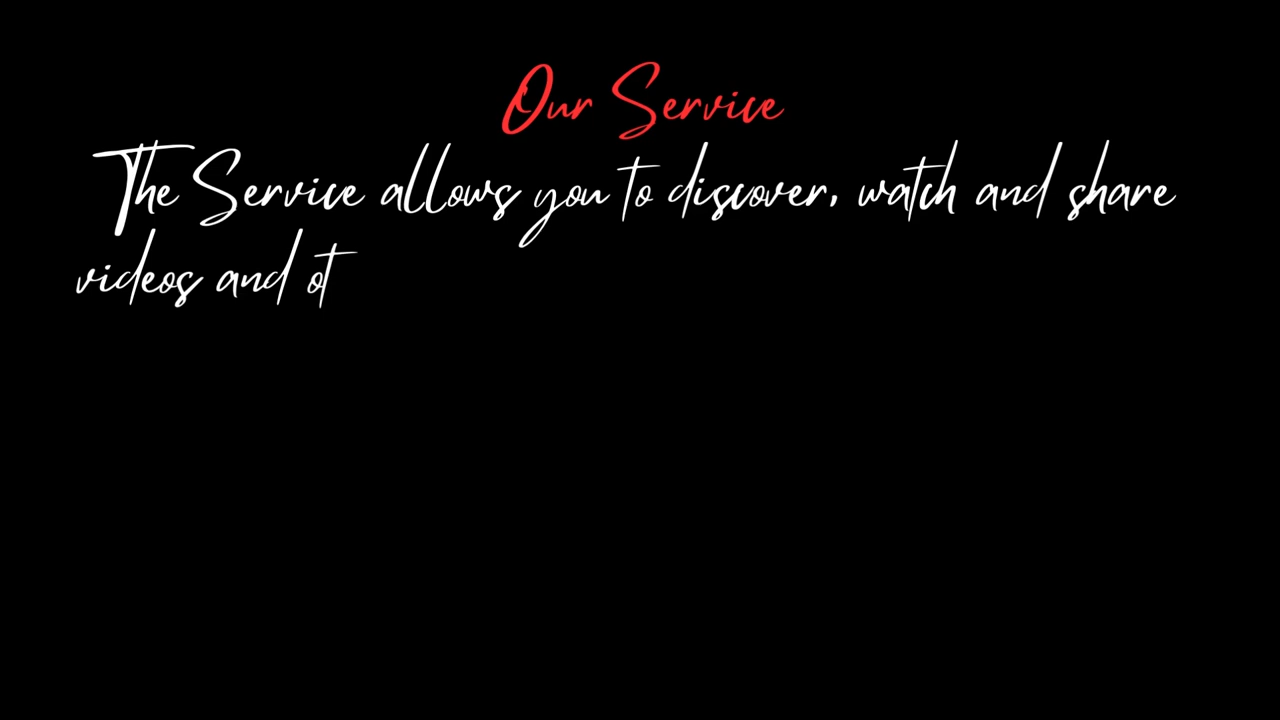 Our Service
The Service allows you to discover, watch and share
videos and ot